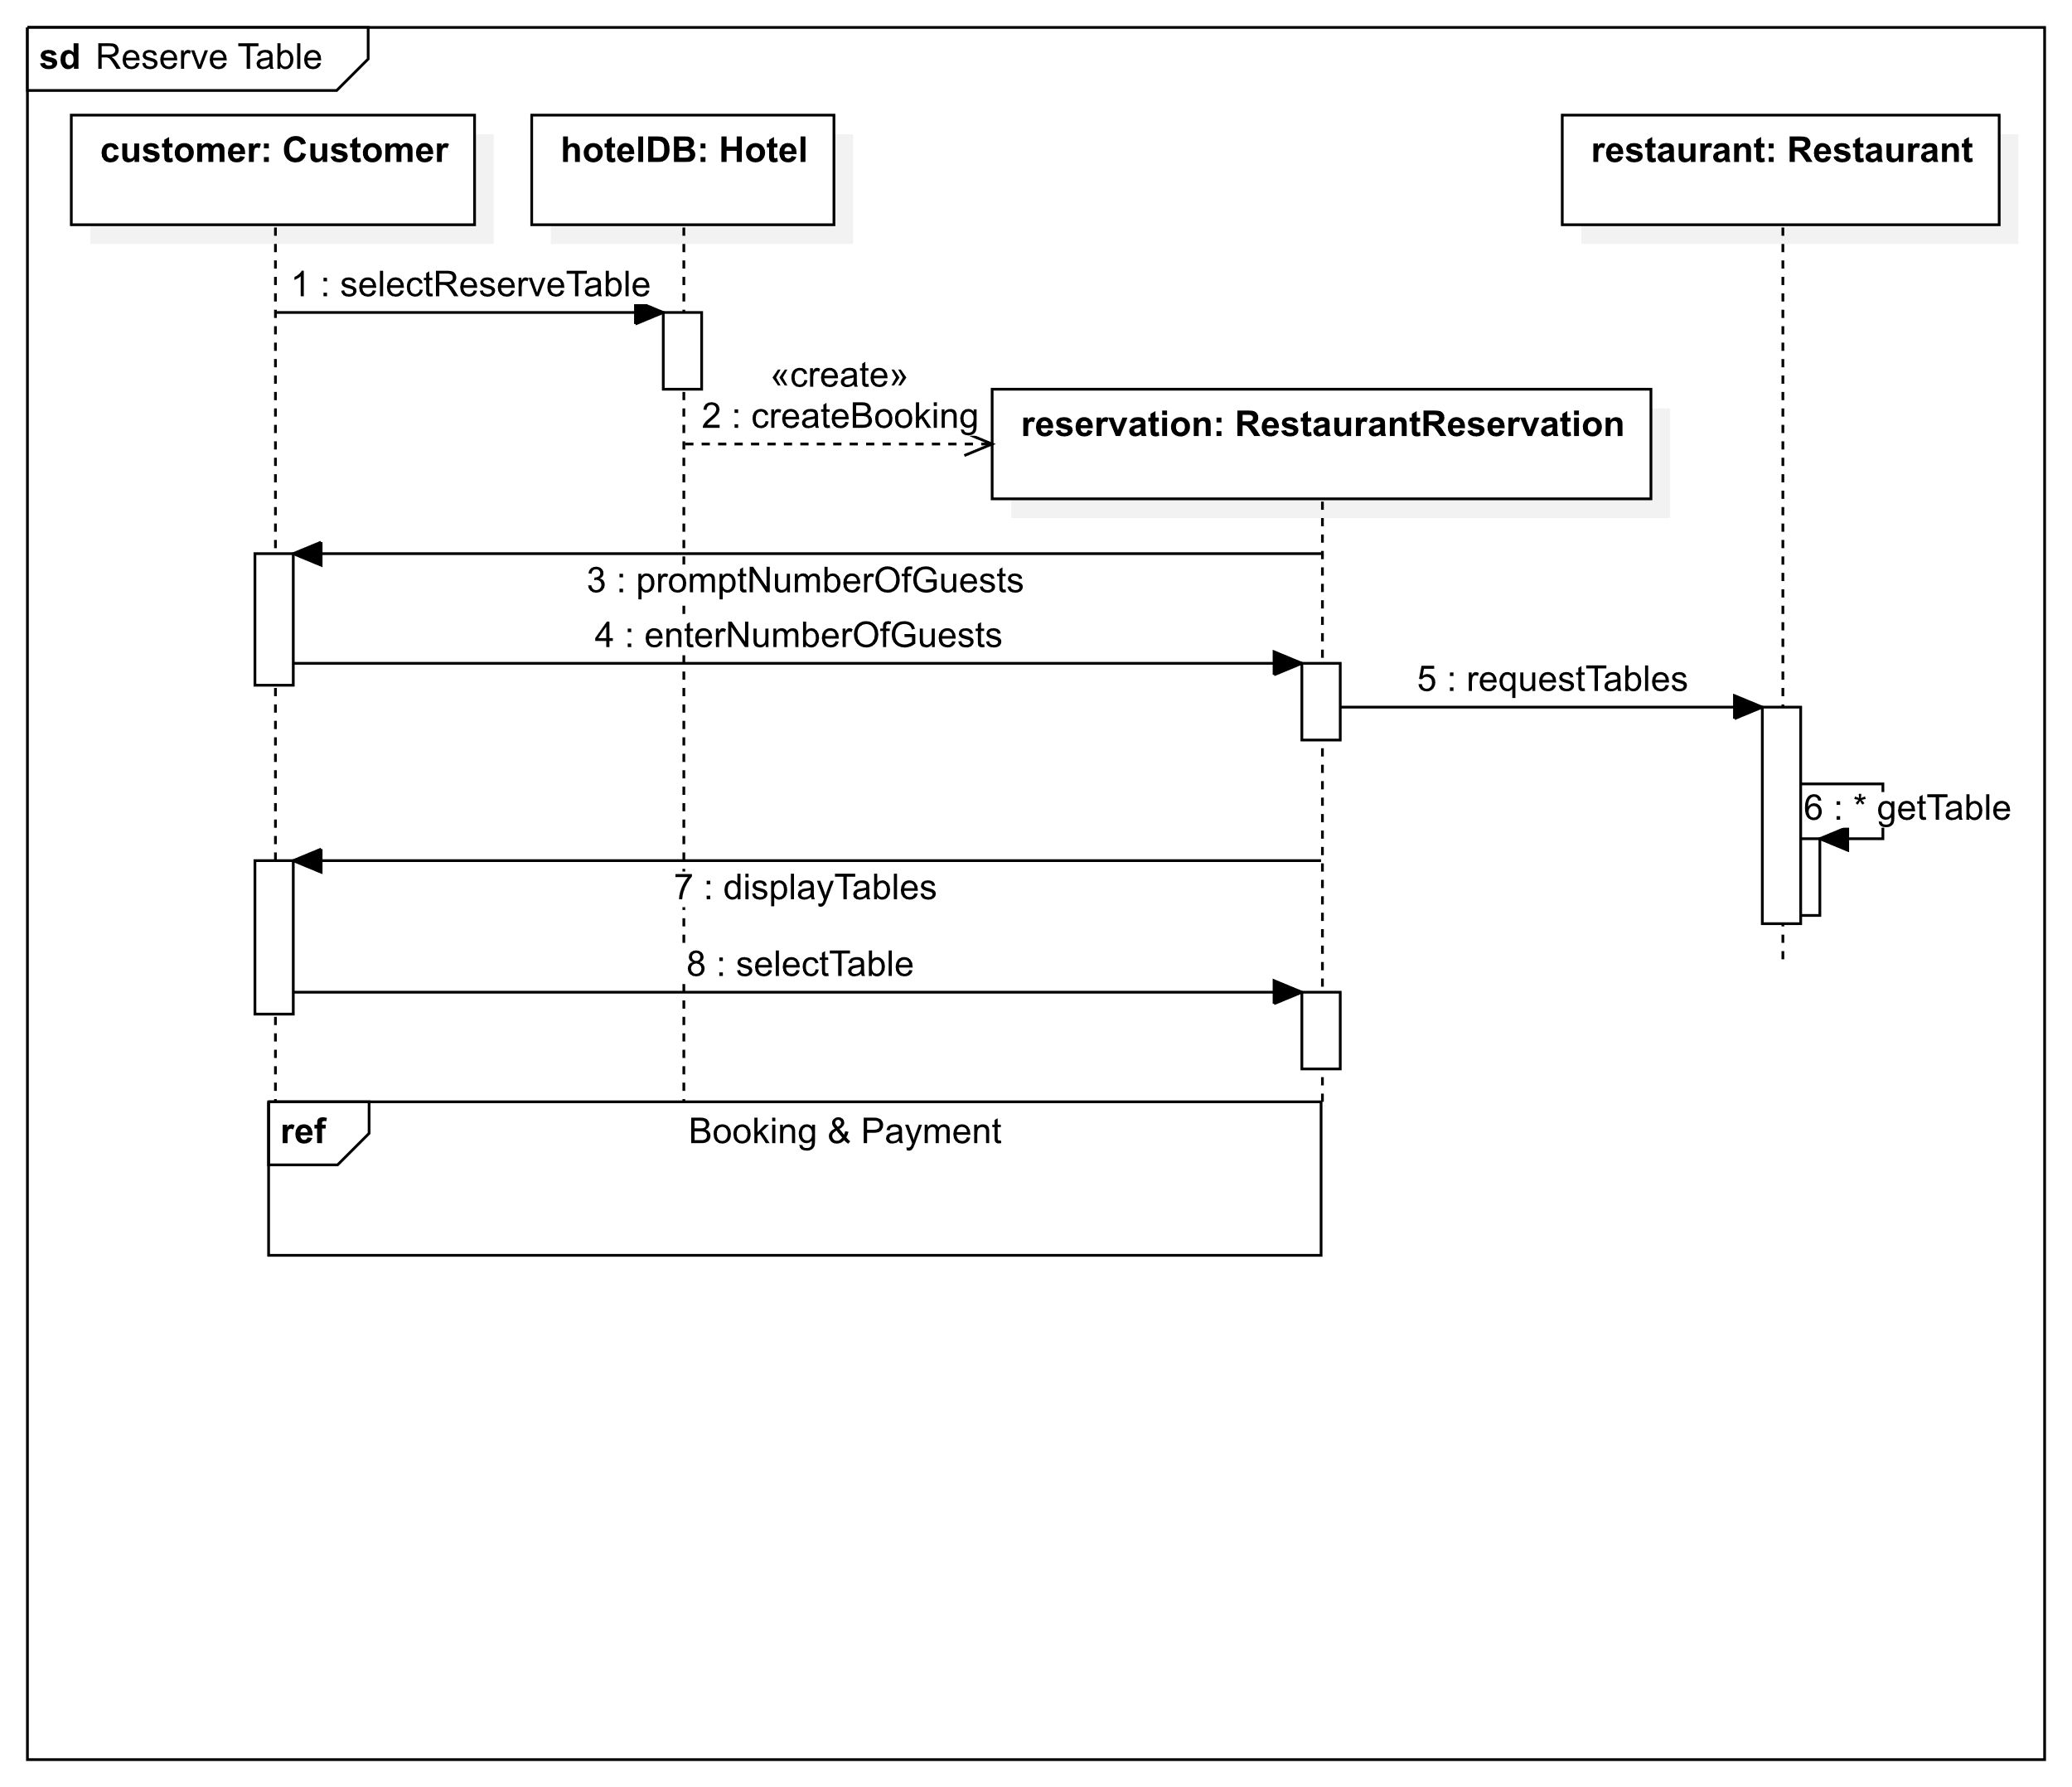 sd Reserve Table
customer: Customer
hotelDB: Hotel
restaurant: Restaurant
1 : selectReserveTable
«create»
2 : createBooking
reservation: RestaurantReservation
3 : promptNumberOfGuests
4 : enterNumberOfGuests
5 : requestTables
6 : * getTable
7 : displayTables
8 : selectTable
ref
Booking & Payment